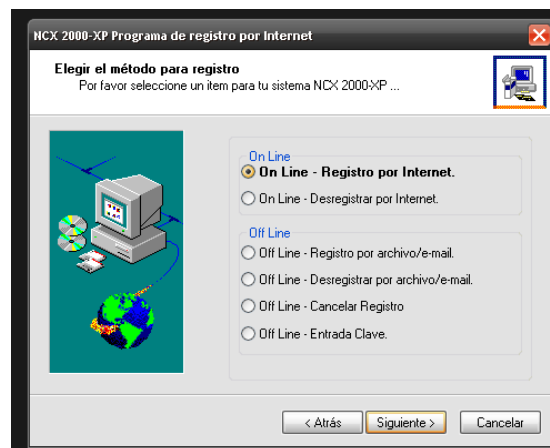 NCX 2000-XP Programa de registro por Internet
Elegir el método para registro
Por favor seleccione un item para tu sistema NCX 2000-XP ...
On Line
On Line - Registro por Internet.
On Line - Desregistrar por Internet.
Off Line
Off Line - Registro por archivo/e-mail.
Off Line - Desregistrar por archivo/e-mail.
Off Line - Cancelar Registro
Off Line - Entrada Clave.
< Atrás
Siguiente >
Cancelar